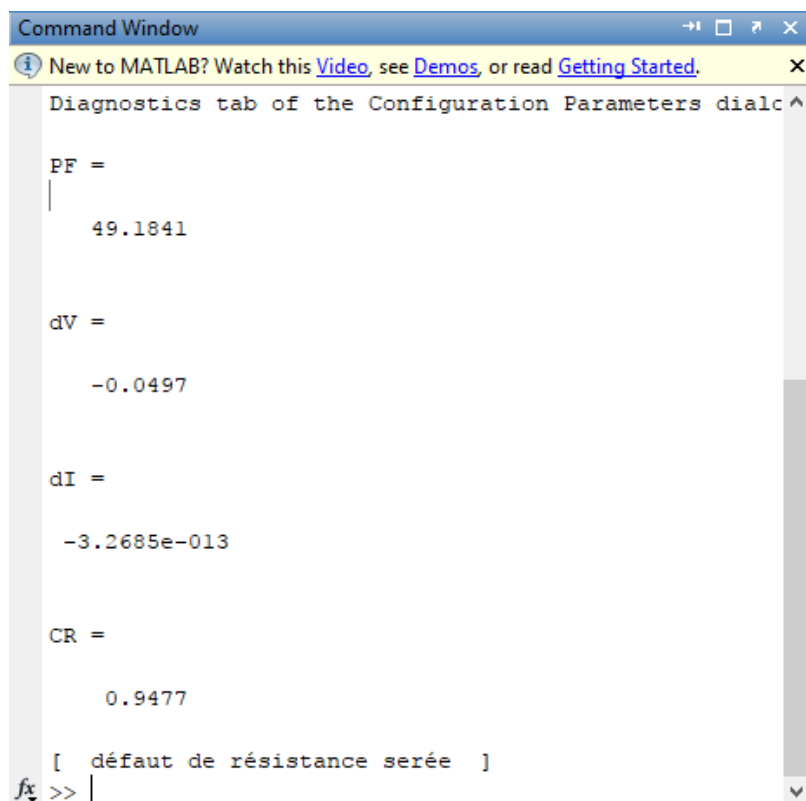 Command Window
New to MATLAB? Watch this Video, see Demos, or read Getting Started.
Diagnostics tab of the Configuration Parameters dialo
PF =
49.1841
dV =
-0.0497
dI =
-3.2685e-013
CR =
0.9477
[ défaut de résistance serée ]
fx >>